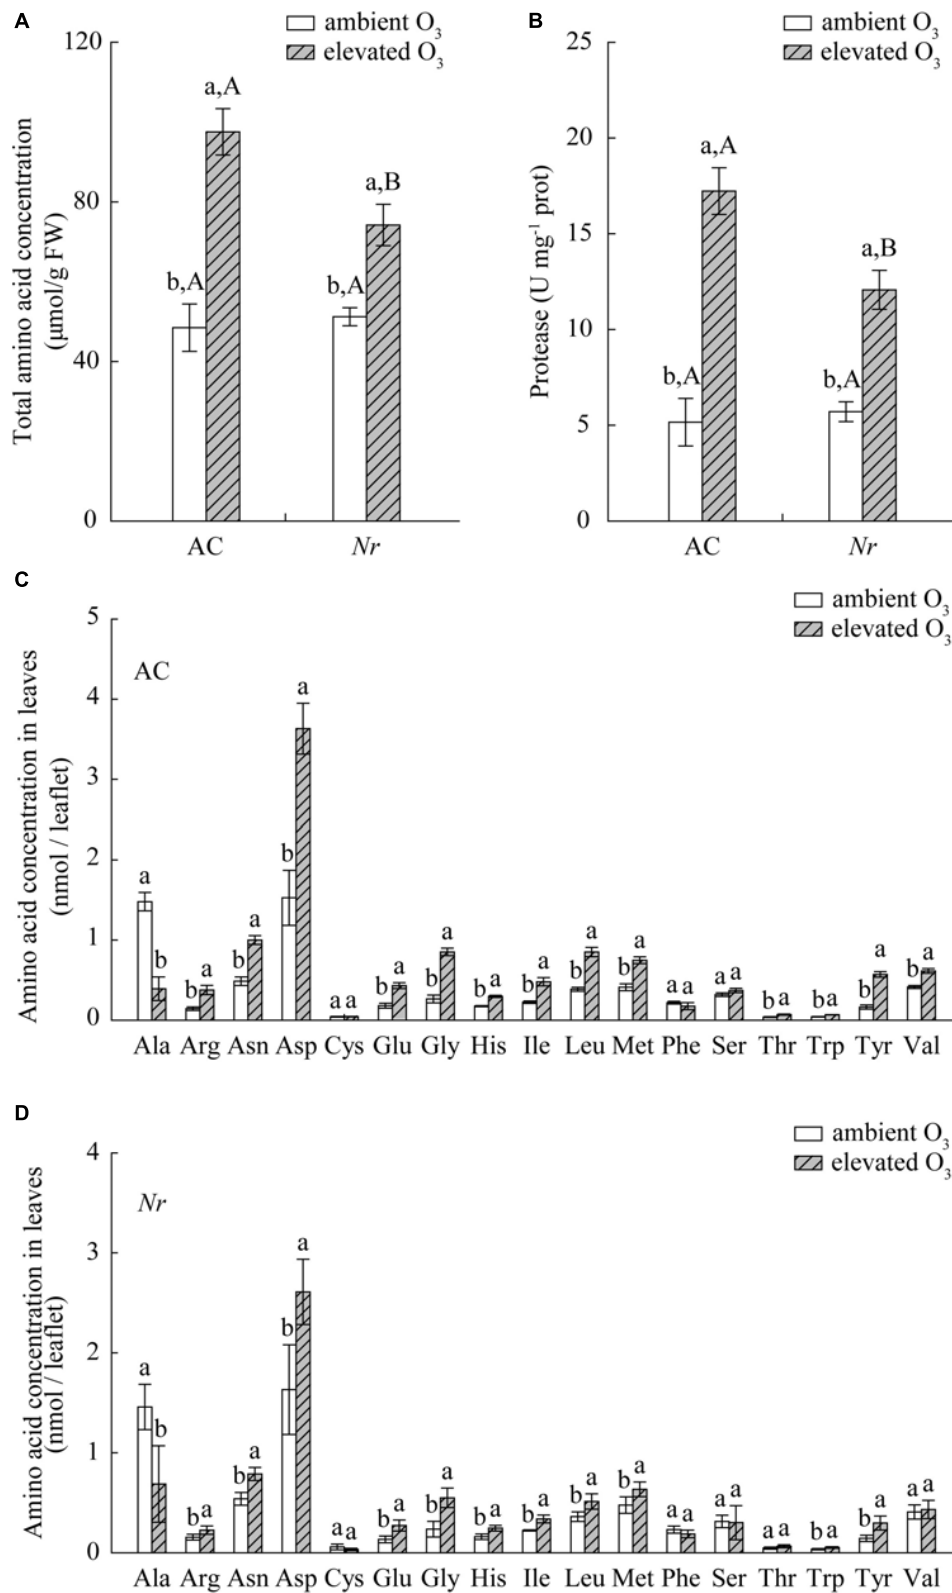 A
ambient O3
elevated O3
120
80
40
0
Total amino acid concentration
(μmol/g FW)
b,A
a,A
b,A
a,B
AC
Nr
B
ambient O3
elevated O3
25
20
15
10
5
0
Protease (U mg-1 prot)
b,A
a,A
b,A
a,B
AC
Nr
C
ambient O3
elevated O3
AC
5
4
3
2
1
0
Amino acid concentration in leaves
(nmol / leaflet)
a b b a b a b a a a b a b a b a b a b a b a a a a a b a b a b a b a
Ala Arg Asn Asp Cys Glu Gly His Ile Leu Met Phe Ser Thr Trp Tyr Val
D
ambient O3
elevated O3
Nr
4
3
2
1
0
Amino acid concentration in leaves
(nmol / leaflet)
a b b a b a b a a a b a b a b a b a b a b a a a a a a a b a b a a a
Ala Arg Asn Asp Cys Glu Gly His Ile Leu Met Phe Ser Thr Trp Tyr Val